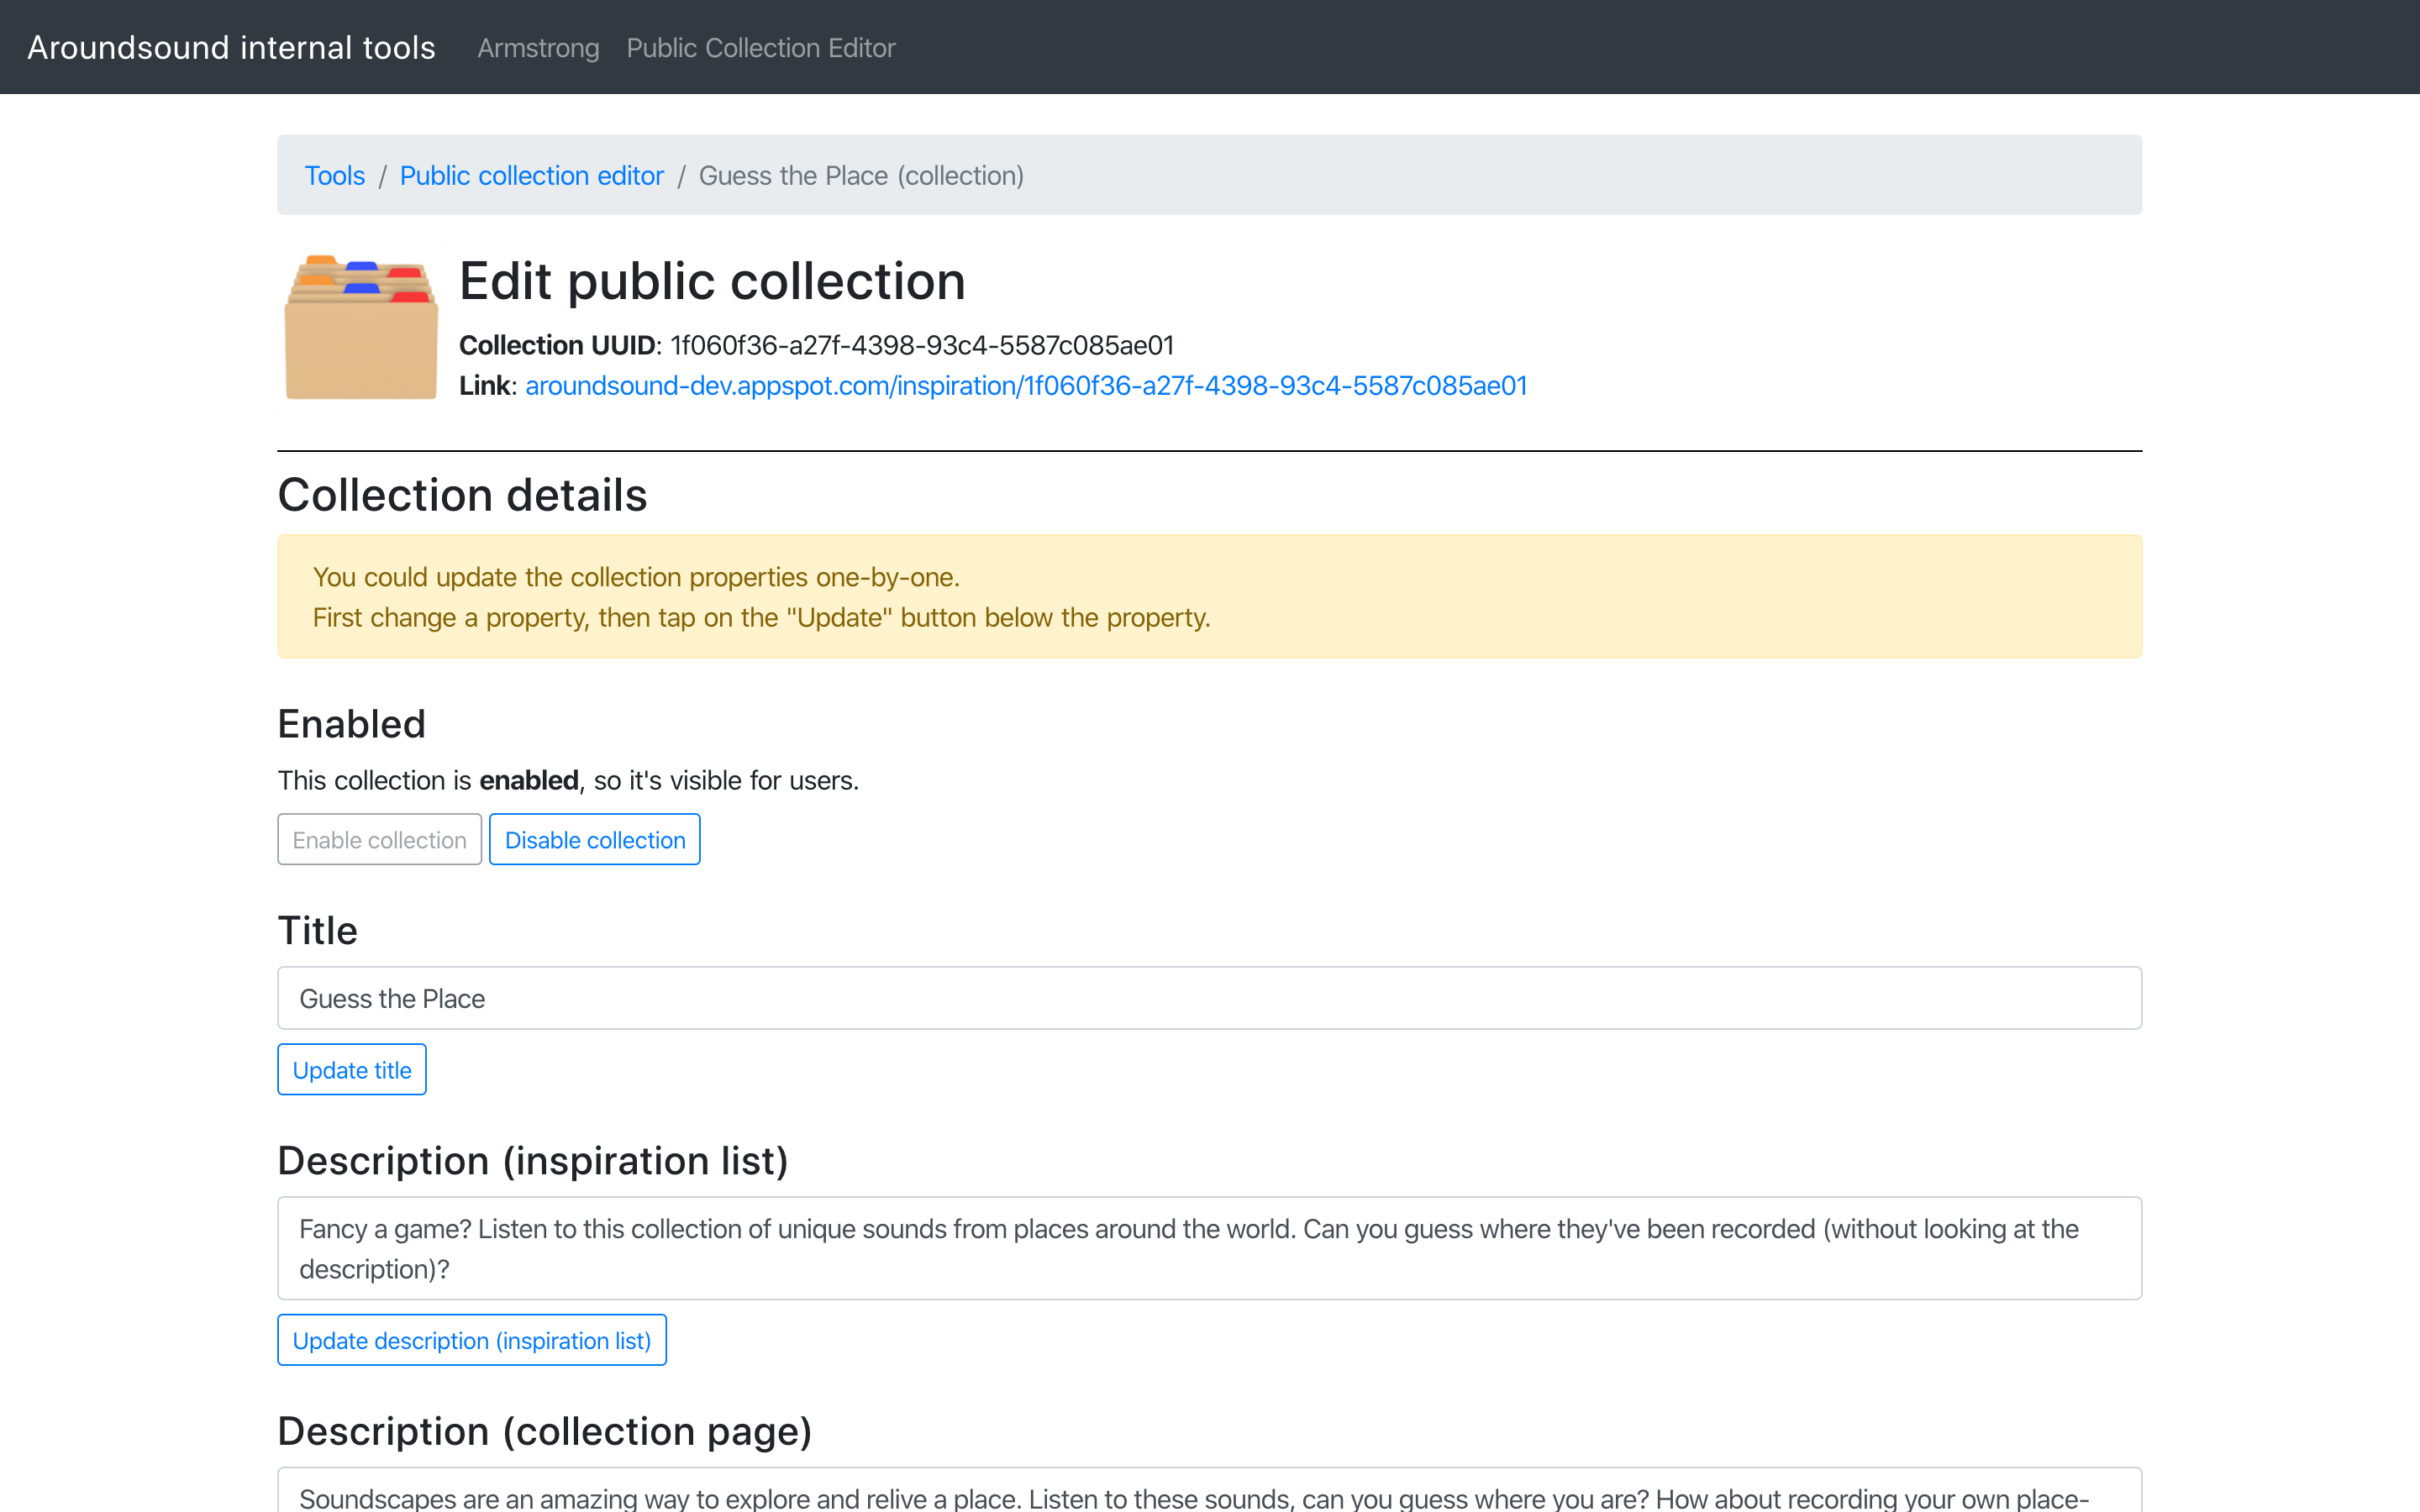 Aroundsound internal tools Armstrong Public Collection Editor
Tools / Public collection editor / Guess the Place (collection)
Edit public collection
Collection UUID: 1f060f36-a27f-4398-93c4-5587c085ae01
Link: aroundsound-dev.appspot.com/inspiration/1f060f36-a27f-4398-93c4-5587c085ae01
Collection details
You could update the collection properties one-by-one.
First change a property, then tap on the "Update" button below the property.
Enabled
This collection is enabled, so it's visible for users.
Enable collection Disable collection
Title
Guess the Place
Update title
Description (inspiration list)
Fancy a game? Listen to this collection of unique sounds from places around the world. Can you guess where they've been recorded (without looking at the
description)?
Update description (inspiration list)
Description (collection page)
Soundscapes are an amazing way to explore and relive a place. Listen to these sounds, can you guess where you are? How about recording your own place-